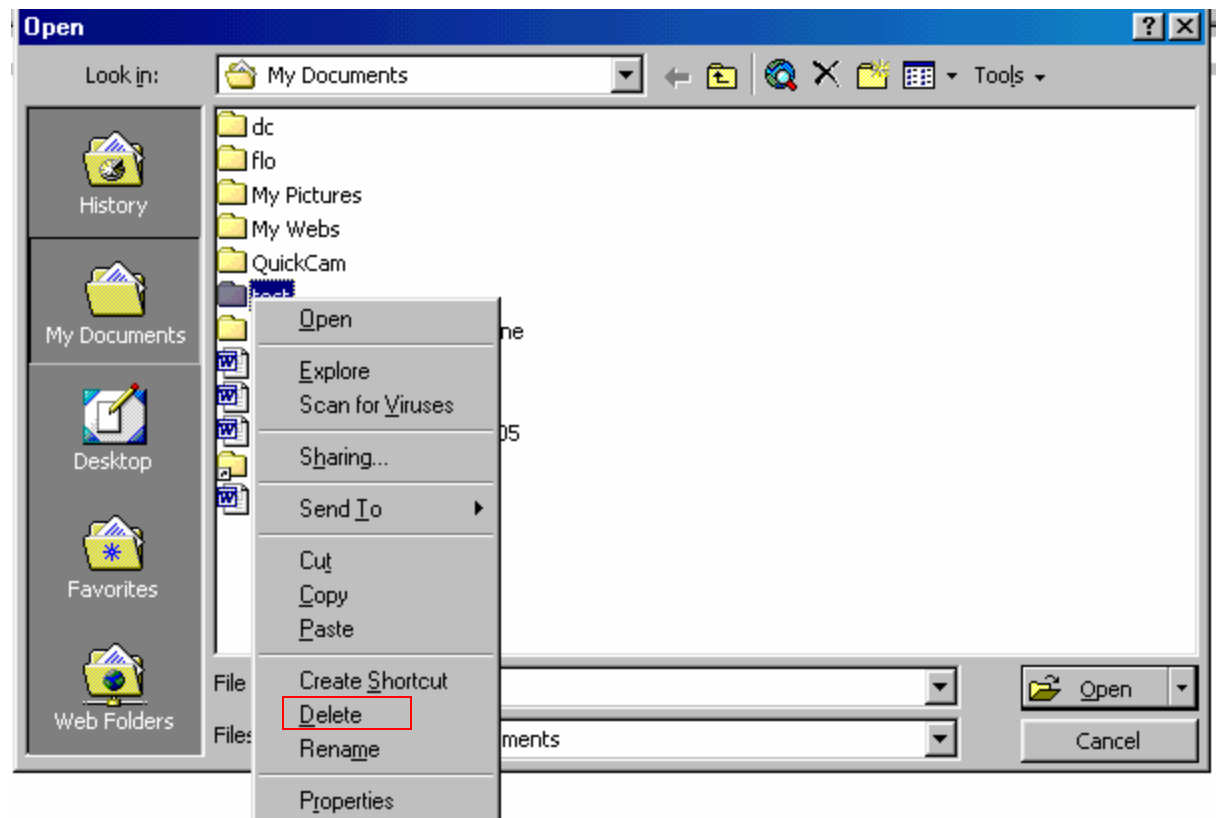 Open
Look in: My Documents Tools
History
My Documents
Desktop
Favorites
Web Folders
dc
flo
My Pictures
My Webs
QuickCam
test
ne
05
Open
Explore
Scan for Viruses
Sharing...
Send To
Cut
Copy
Paste
Create Shortcut
Delete
Rename
Properties
File
Files
ments
Open
Cancel